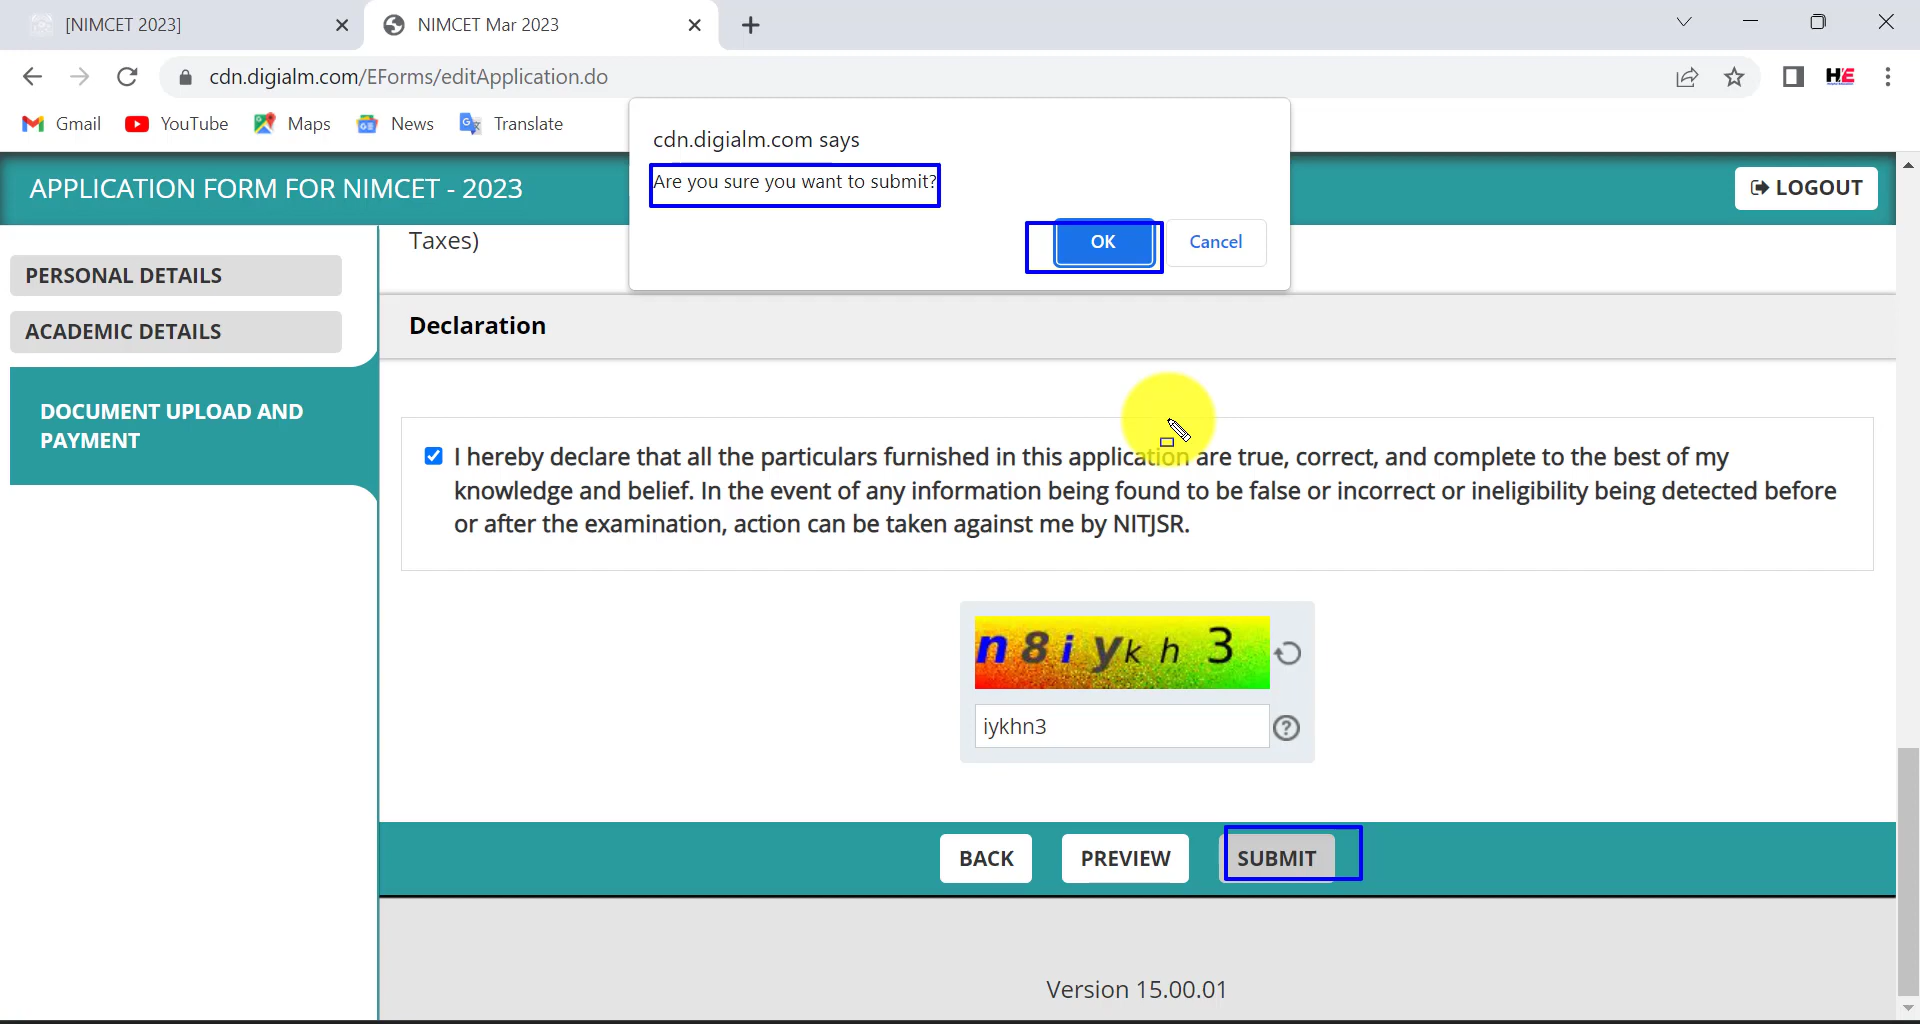 [NIMCET 2023]
NIMCET Mar 2023
cdn.digialm.com/EForms/editApplication.do
H/E
Gmail
YouTube
Maps
News
Translate
cdn.digialm.com says
Are you sure you want to submit?
OK
Cancel
APPLICATION FORM FOR NIMCET - 2023
LOGOUT
Taxes)
PERSONAL DETAILS
ACADEMIC DETAILS
DOCUMENT UPLOAD AND
PAYMENT
Declaration
I hereby declare that all the particulars furnished in this application are true, correct, and complete to the best of my
knowledge and belief. In the event of any information being found to be false or incorrect or ineligibility being detected before
or after the examination, action can be taken against me by NITJSR.
n8iykh3
iykhn3
BACK
PREVIEW
SUBMIT
Version 15.00.01